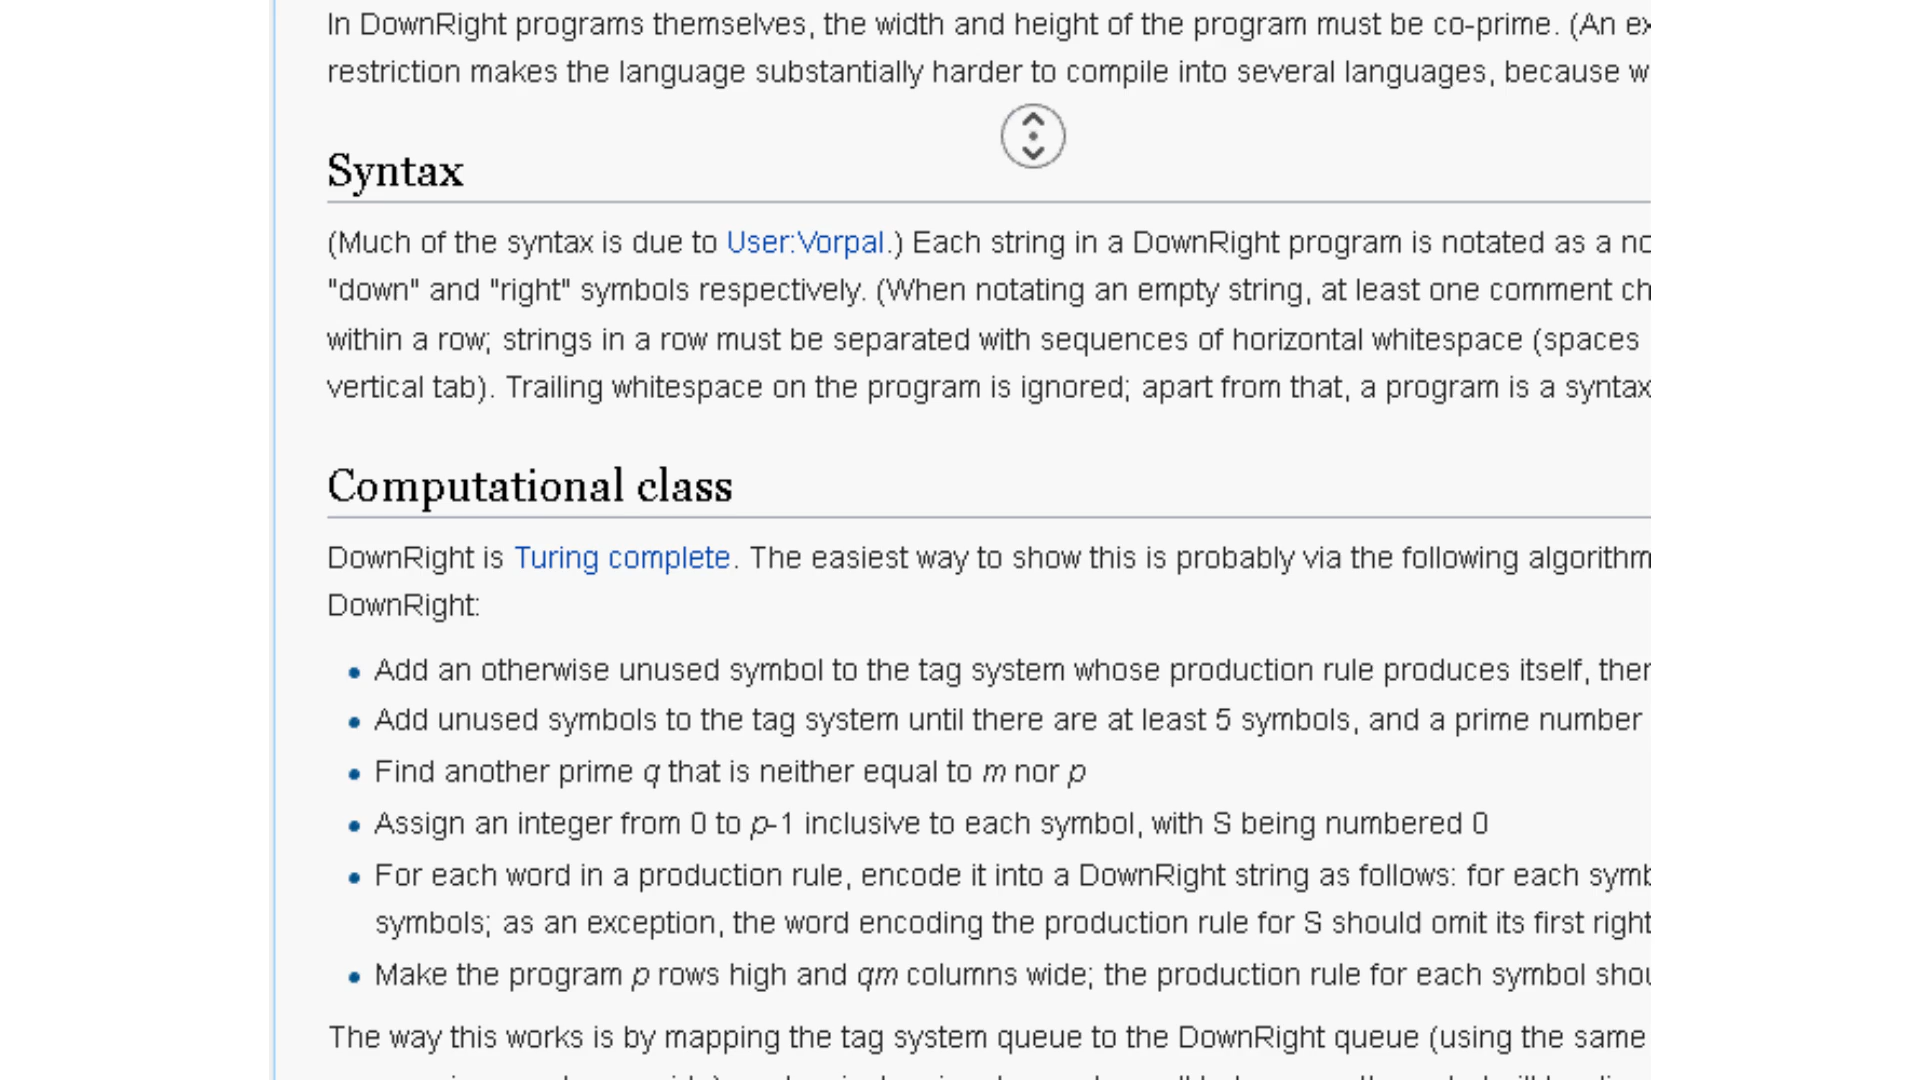 In DownRight programs themselves, the width and height of the program must be co-prime. (An
restriction makes the language substantially harder to compile into several languages, because
Syntax
(Much of the syntax is due to User:Vorpal.) Each string in a DownRight program is notated as a
"down" and "right" symbols respectively. (When notating an empty string, at least one comment
within a row; strings in a row must be separated with sequences of horizontal whitespace (spaces
vertical tab). Trailing whitespace on the program is ignored; apart from that, a program is a syntax
Computational class
DownRight is Turing complete. The easiest way to show this is probably via the following algorithm
DownRight:
Add an otherwise unused symbol to the tag system whose production rule produces itself,
Add unused symbols to the tag system until there are at least 5 symbols, and a prime number
Find another prime q that is neither equal to m nor p
Assign an integer from 0 to p-1 inclusive to each symbol, with S being numbered 0
For each word in a production rule, encode it into a DownRight string as follows: for each
symbols; as an exception, the word encoding the production rule for S should omit its first right
Make the program p rows high and qm columns wide; the production rule for each symbol
The way this works is by mapping the tag system queue to the DownRight queue (using the same